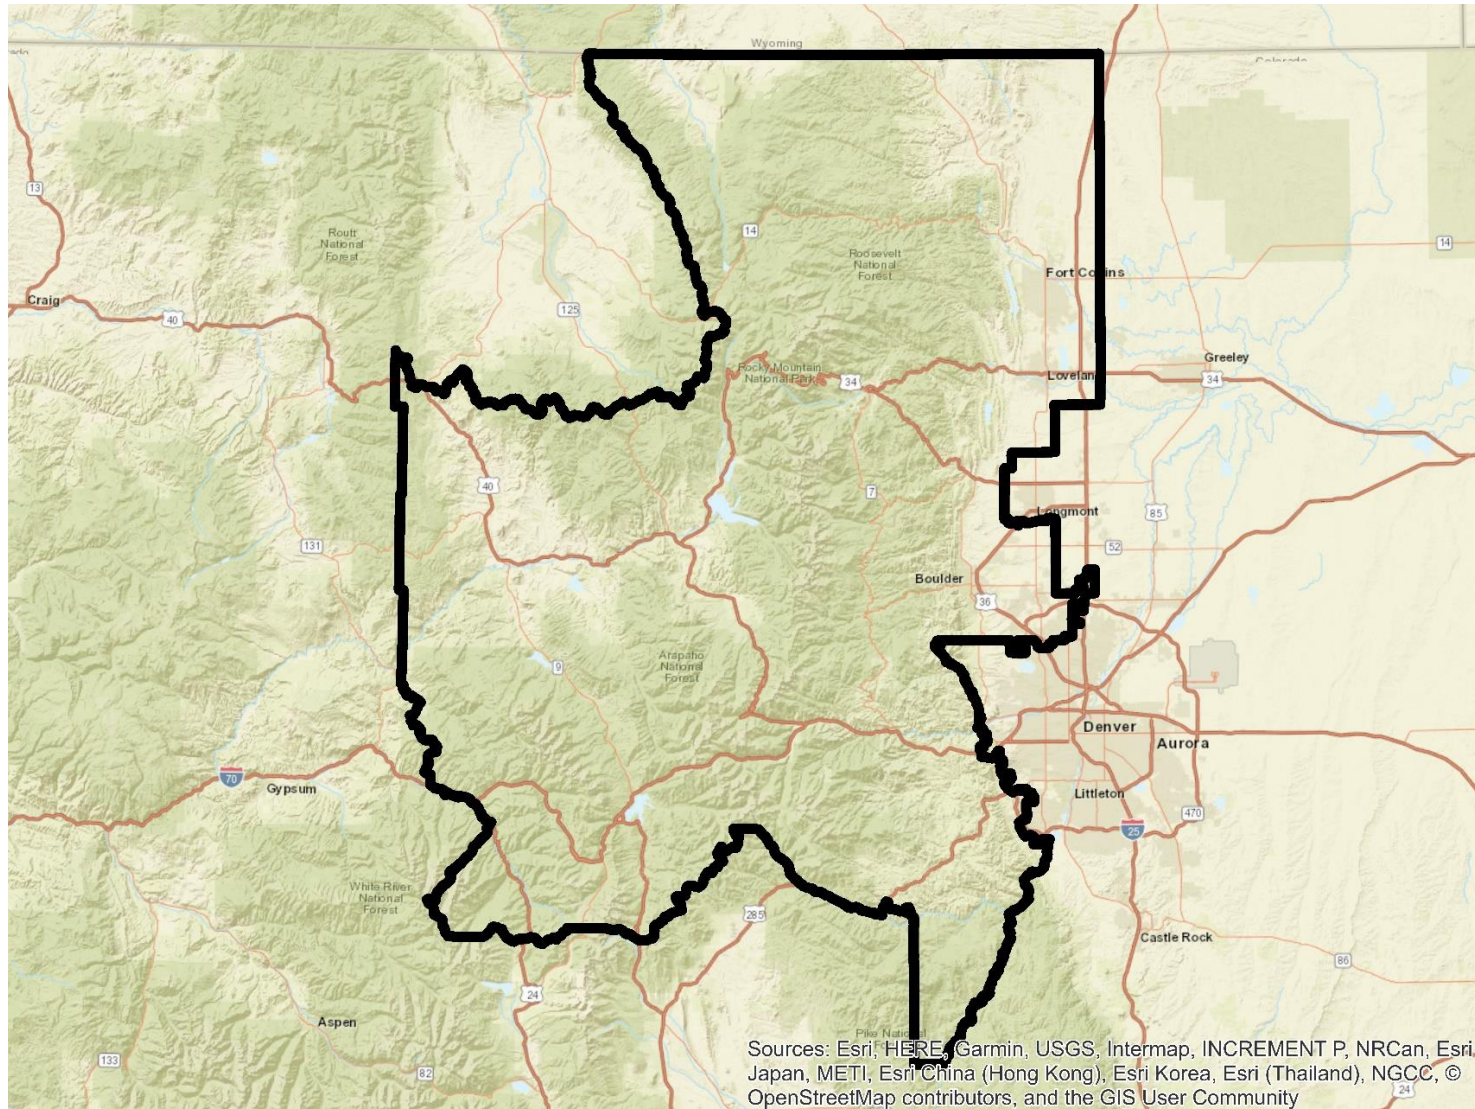 Wyoming
Colorado
13
Routt
National
Forest
14
Roosevelt
National
Forest
14
Fort Collins
Craig
40
125
Greeley
Rocky Mountain
National Park
34
Loveland
34
40
7
Longmont
85
131
52
Boulder
36
Arapaho
National
Forest
9
Denver
Aurora
70
Gypsum
Littleton
470
25
White River
National
Forest
285
Castle Rock
86
24
Aspen
133
82
Pike National
24
Sources: Esri, HERE, Garmin, USGS, Intermap, INCREMENT P, NRCan, Esri
Japan, METI, Esri China (Hong Kong), Esri Korea, Esri (Thailand), NGCC, ©
OpenStreetMap contributors, and the GIS User Community